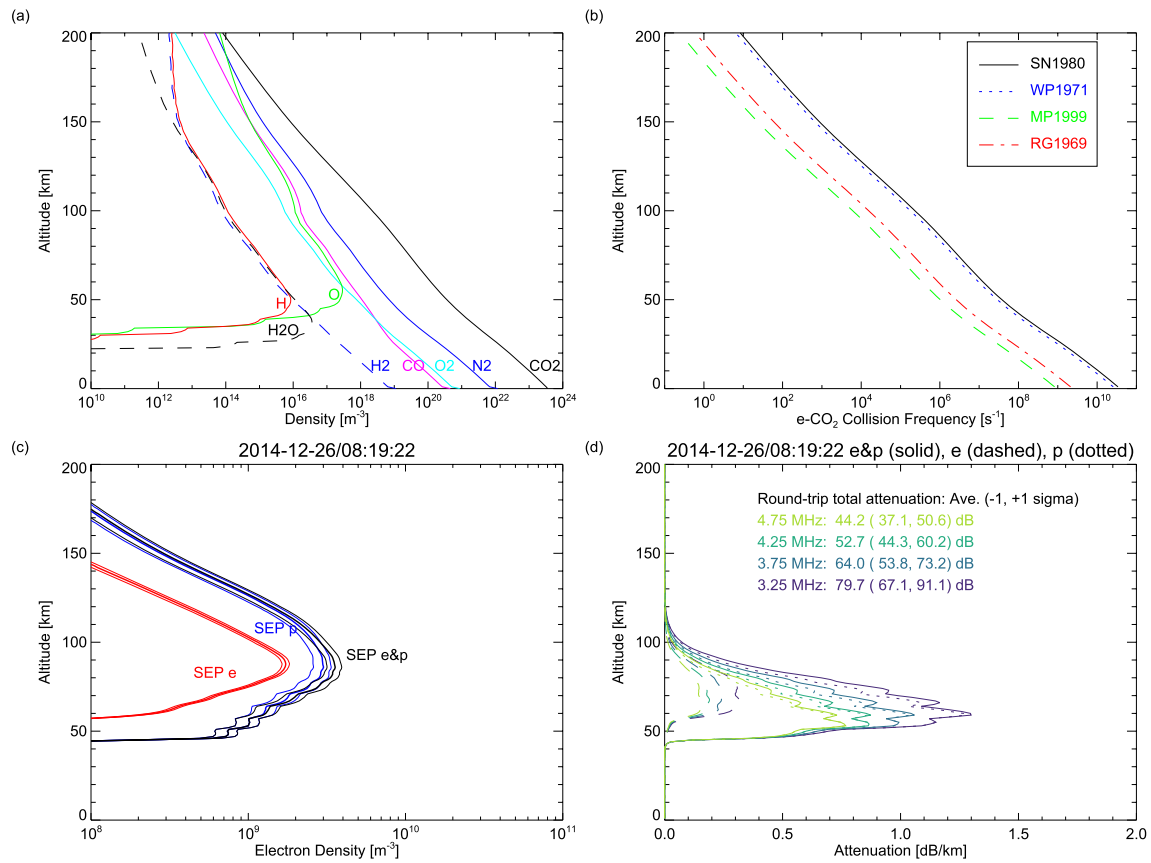 (a)
200
150
100
50
0
Altitude [km]
H
O
H2O
H2
CO
O2
N2
CO2
10^10 10^12 10^14 10^16 10^18 10^20 10^22 10^24
Density [m^-3]
(b)
200
150
100
50
0
Altitude [km]
SN1980
WP1971
MP1999
RG1969
10^0 10^2 10^4 10^6 10^8 10^10
e-CO₂ Collision Frequency [s^-1]
(c)
2014-12-26/08:19:22
200
150
100
50
0
Altitude [km]
SEP p
SEP e&p
SEP e
10^8 10^9 10^10 10^11
Electron Density [m^-3]
(d)
2014-12-26/08:19:22 e&p (solid), e (dashed), p (dotted)
200
150
100
50
0
Altitude [km]
Round-trip total attenuation: Ave. (-1, +1 sigma)
4.75 MHz: 44.2 ( 37.1, 50.6) dB
4.25 MHz: 52.7 ( 44.3, 60.2) dB
3.75 MHz: 64.0 ( 53.8, 73.2) dB
3.25 MHz: 79.7 ( 67.1, 91.1) dB
0.0 0.5 1.0 1.5 2.0
Attenuation [dB/km]